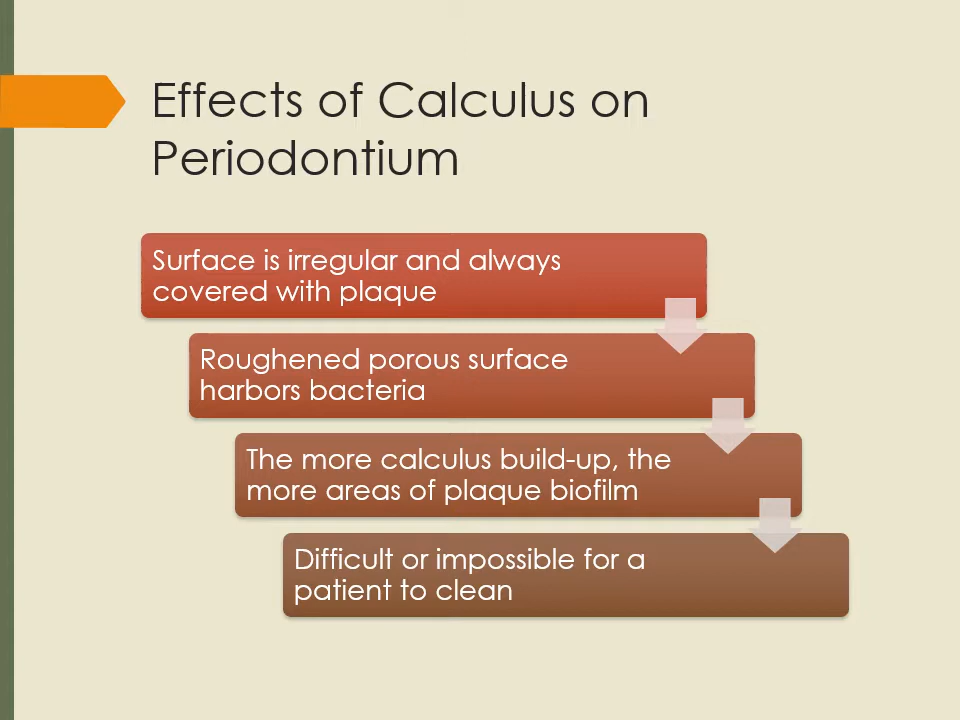 Effects of Calculus on
Periodontium
Surface is irregular and always
covered with plaque
Roughened porous surface
harbors bacteria
The more calculus build-up, the
more areas of plaque biofilm
Difficult or impossible for a
patient to clean